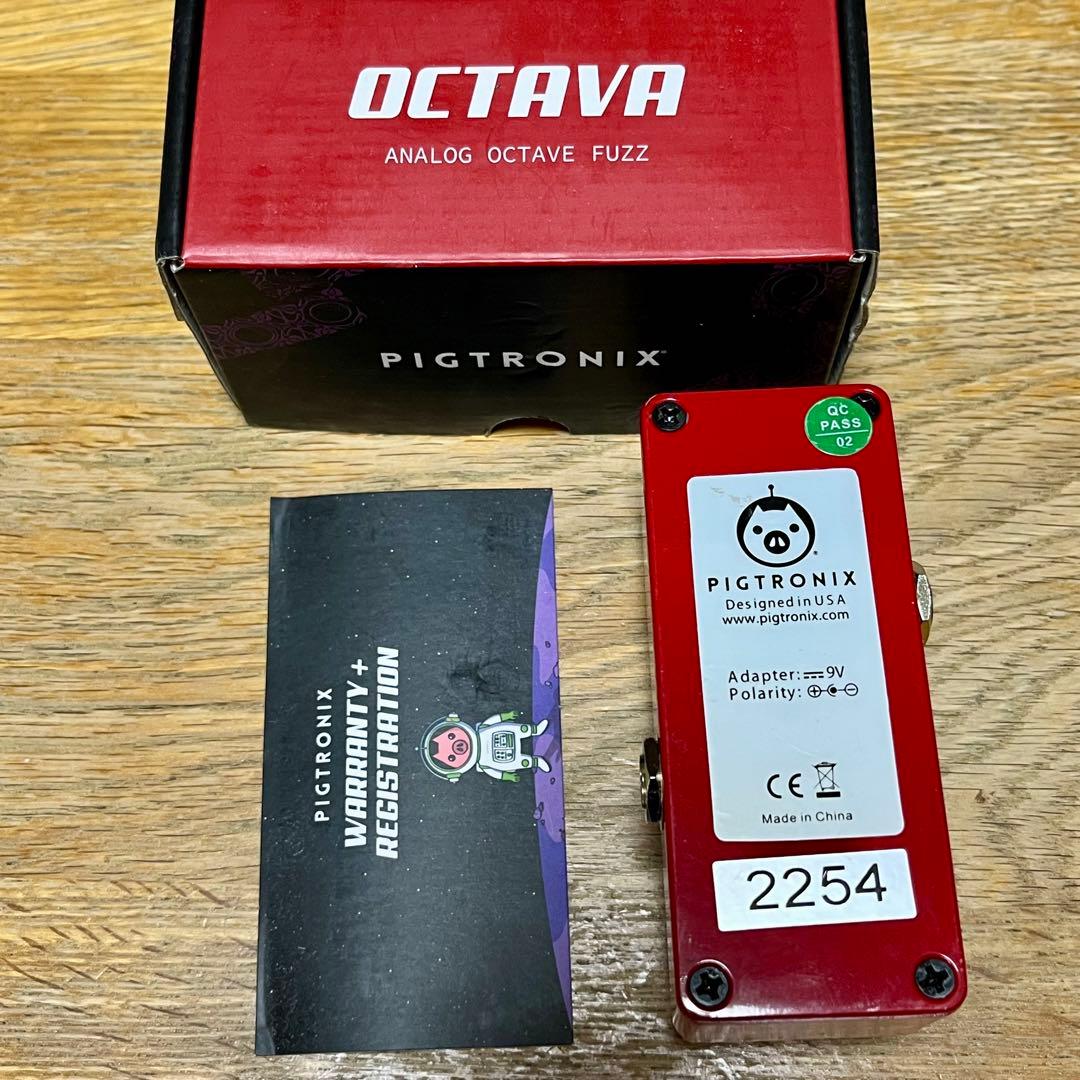 OCTAVA
ANALOG OCTAVE FUZZ
PIGTRONIX
PIGTRONIX
WARRANTY +
REGISTRATION
QC
PASS
02
PIGTRONIX
Designed in USA
www.pigtronix.com
Adapter: ⎓ 9V
Polarity:
CE
Made in China
2254